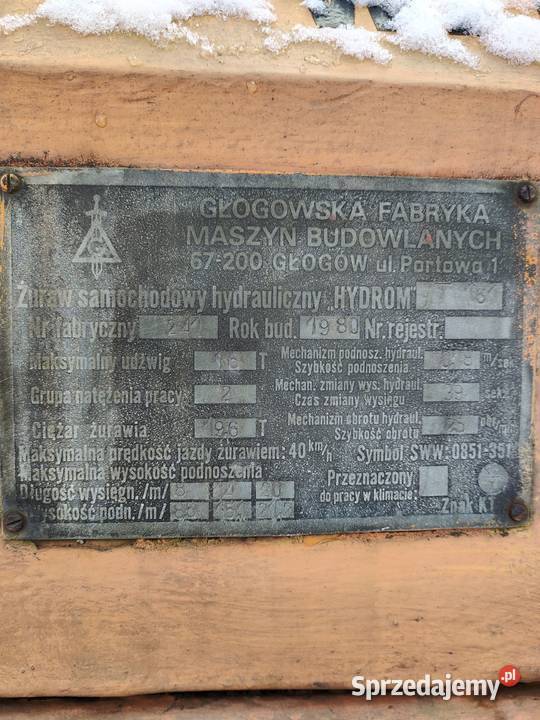 GŁOGOWSKA FABRYKA
MASZYN BUDOWLANYCH
67-200 GŁOGÓW ul. Portowa 1
Żuraw samochodowy hydrauliczny HYDROM
Nr fabryczny Rok bud. 1980 Nr. rejestr.
Maksymalny udźwig T
Mechanizm podnosz. hydraul.
Szybkość podnoszenia m/sek.
Grupa natężenia pracy 2
Mechan. zmiany wys. hydraul.
Czas zmiany wysięgu sek.
Ciężar żurawia 19,6 T
Mechanizm obrotu hydraul.
Szybkość obrotu
Maksymalna prędkość jazdy żurawiem: 40 km/h Symbol SWW-0851-351
Maksymalna wysokość podnoszenia
Długość wysięgn. /m/
Wysokość podn. /m/
Przeznaczony
do pracy w klimacie:
Znak KT
Sprzedajemy.pl